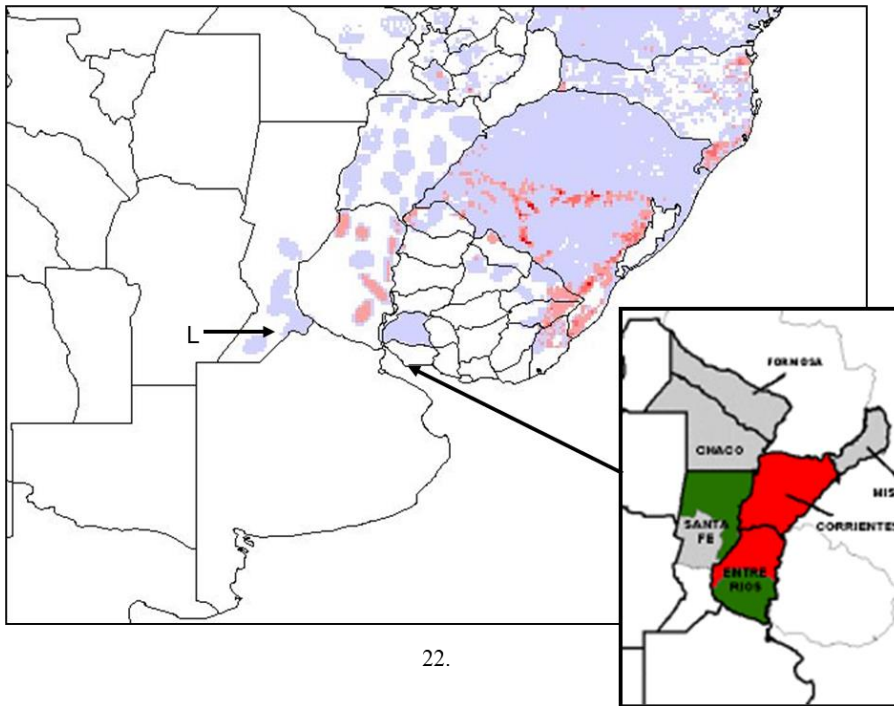 L
FORMOSA
CHACO
MIS
SANTA
FE
CORRIENTES
ENTRE
RIOS
22.